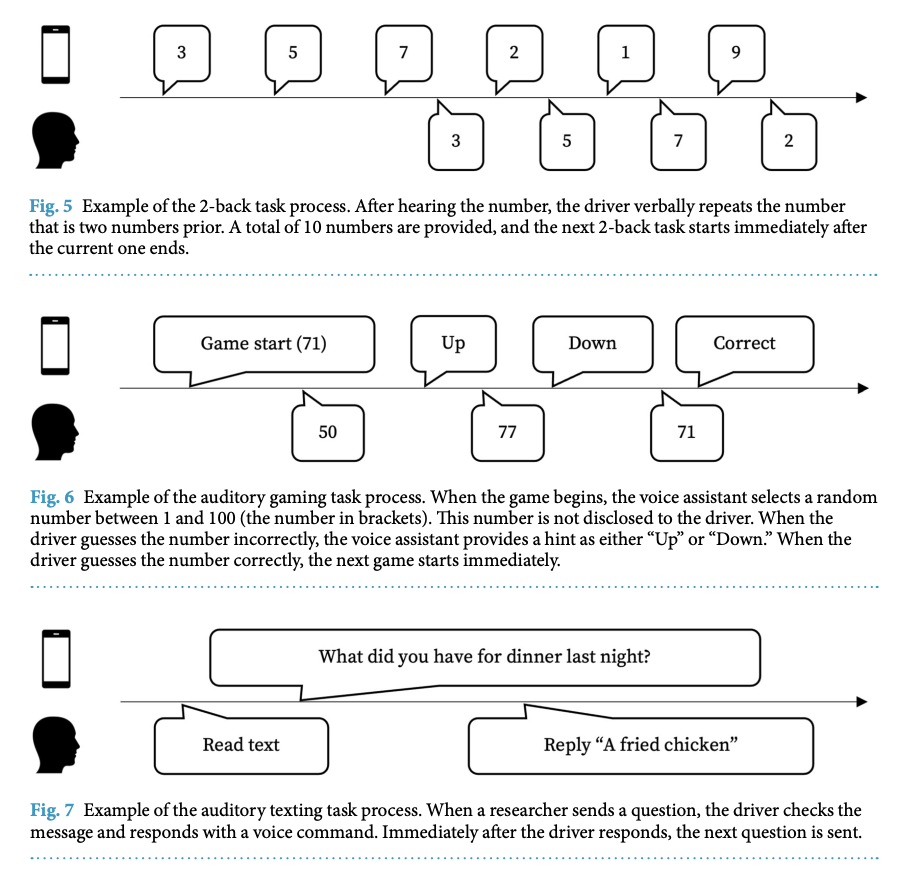 3 5 7 2 1 9
3 5 7 2
Fig. 5 Example of the 2-back task process. After hearing the number, the driver verbally repeats the number
that is two numbers prior. A total of 10 numbers are provided, and the next 2-back task starts immediately after
the current one ends.
Game start (71) Up Down Correct
50 77 71
Fig. 6 Example of the auditory gaming task process. When the game begins, the voice assistant selects a random
number between 1 and 100 (the number in brackets). This number is not disclosed to the driver. When the
driver guesses the number incorrectly, the voice assistant provides a hint as either “Up” or “Down.” When the
driver guesses the number correctly, the next game starts immediately.
What did you have for dinner last night?
Read text Reply “A fried chicken”
Fig. 7 Example of the auditory texting task process. When a researcher sends a question, the driver checks the
message and responds with a voice command. Immediately after the driver responds, the next question is sent.